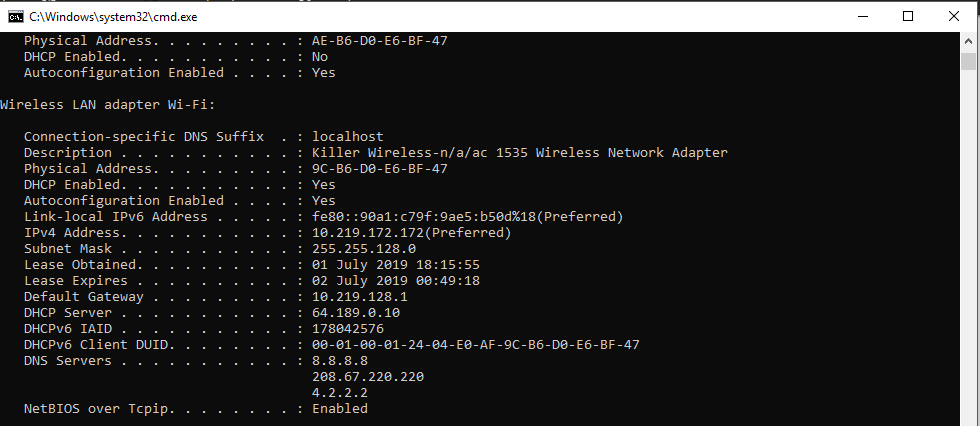 C:\Windows\system32\cmd.exe
Physical Address. . . . . . . . . : AE-B6-D0-E6-BF-47
DHCP Enabled. . . . . . . . . . . : No
Autoconfiguration Enabled . . . . : Yes
Wireless LAN adapter Wi-Fi:
Connection-specific DNS Suffix  . : localhost
Description . . . . . . . . . . . : Killer Wireless-n/a/ac 1535 Wireless Network Adapter
Physical Address. . . . . . . . . : 9C-B6-D0-E6-BF-47
DHCP Enabled. . . . . . . . . . . : Yes
Autoconfiguration Enabled . . . . : Yes
Link-local IPv6 Address . . . . . : fe80::90a1:c79f:9ae5:b50d%18(Preferred)
IPv4 Address. . . . . . . . . . . : 10.219.172.172(Preferred)
Subnet Mask . . . . . . . . . . . : 255.255.128.0
Lease Obtained. . . . . . . . . . : 01 July 2019 18:15:55
Lease Expires . . . . . . . . . . : 02 July 2019 00:49:18
Default Gateway . . . . . . . . . : 10.219.128.1
DHCP Server . . . . . . . . . . . : 64.189.0.10
DHCPv6 IAID . . . . . . . . . . . : 178042576
DHCPv6 Client DUID. . . . . . . . : 00-01-00-01-24-04-E0-AF-9C-B6-D0-E6-BF-47
DNS Servers . . . . . . . . . . . : 8.8.8.8
208.67.220.220
4.2.2.2
NetBIOS over Tcpip. . . . . . . . : Enabled